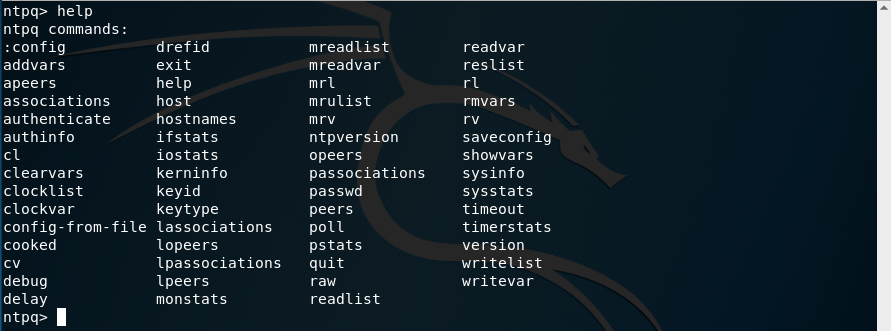 ntpq> help
ntpq commands:
:config drefid mreadlist readvar
addvars exit mreadvar reslist
apeers help mrl rl
associations host mrulist rmvars
authenticate hostnames mrv rv
authinfo ifstats ntpversion saveconfig
cl iostats opeers showvars
clearvars kerninfo passociations sysinfo
clocklist keyid passwd sysstats
clockvar keytype peers timeout
config-from-file lassociations poll timerstats
cooked lopeers pstats version
cv lpassociations quit writelist
debug lpeers raw writevar
delay monstats readlist
ntpq>